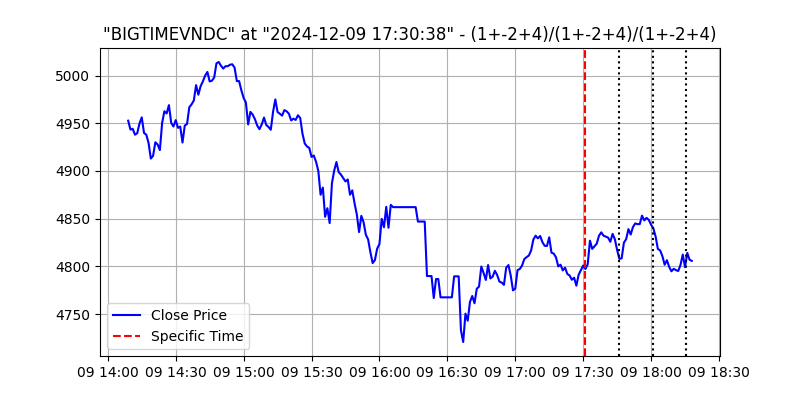 "BIGTIMEVNDC" at "2024-12-09 17:30:38" - (1+-2+4)/(1+-2+4)/(1+-2+4)
5000
4950
4900
4850
4800
4750
Close Price
Specific Time
09 14:00 09 14:30 09 15:00 09 15:30 09 16:00 09 16:30 09 17:00 09 17:30 09 18:00 09 18:30